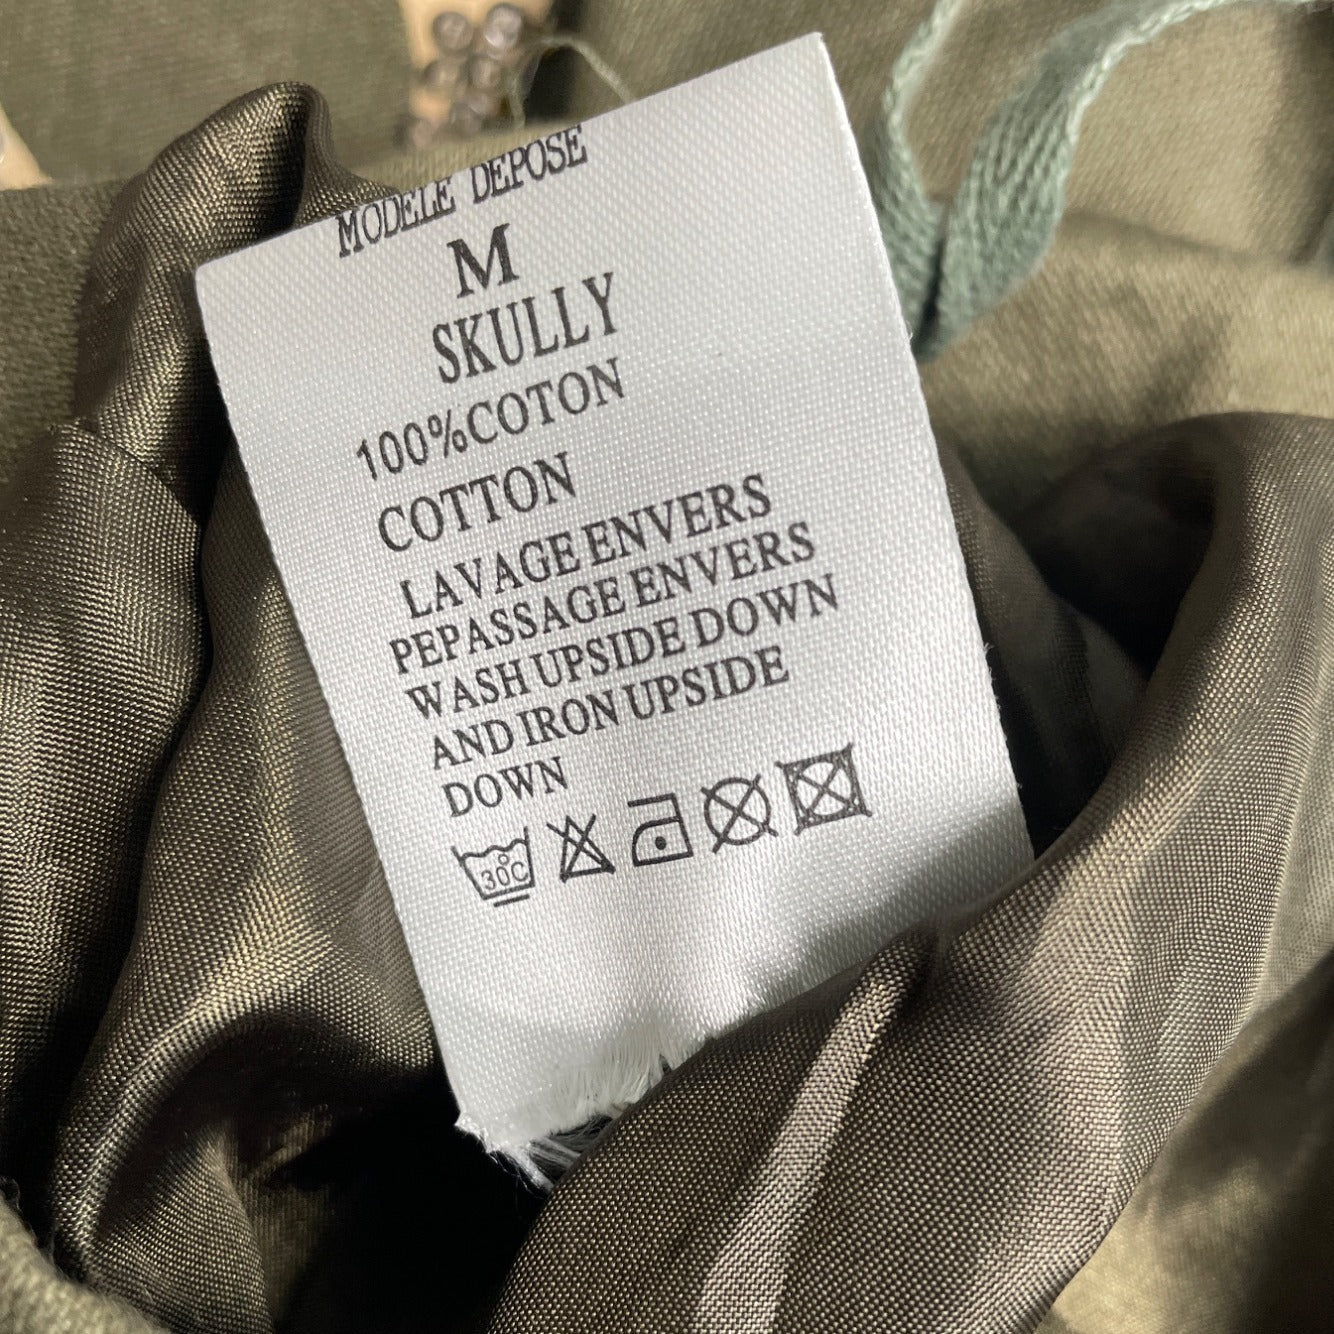 MODELE DEPOSE
M
SKULLY
100%COTON
COTTON
LAVAGE ENVERS
PEPASSAGE ENVERS
WASH UPSIDE DOWN
AND IRON UPSIDE
DOWN
30C